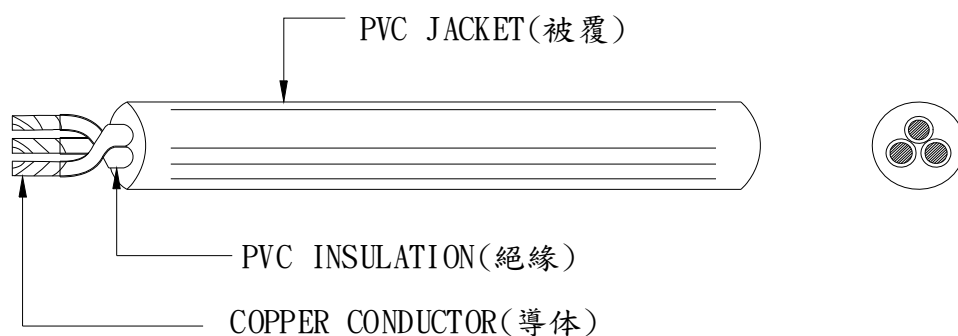 PVC JACKET(被覆)
PVC INSULATION(絕緣)
COPPER CONDUCTOR(導体)